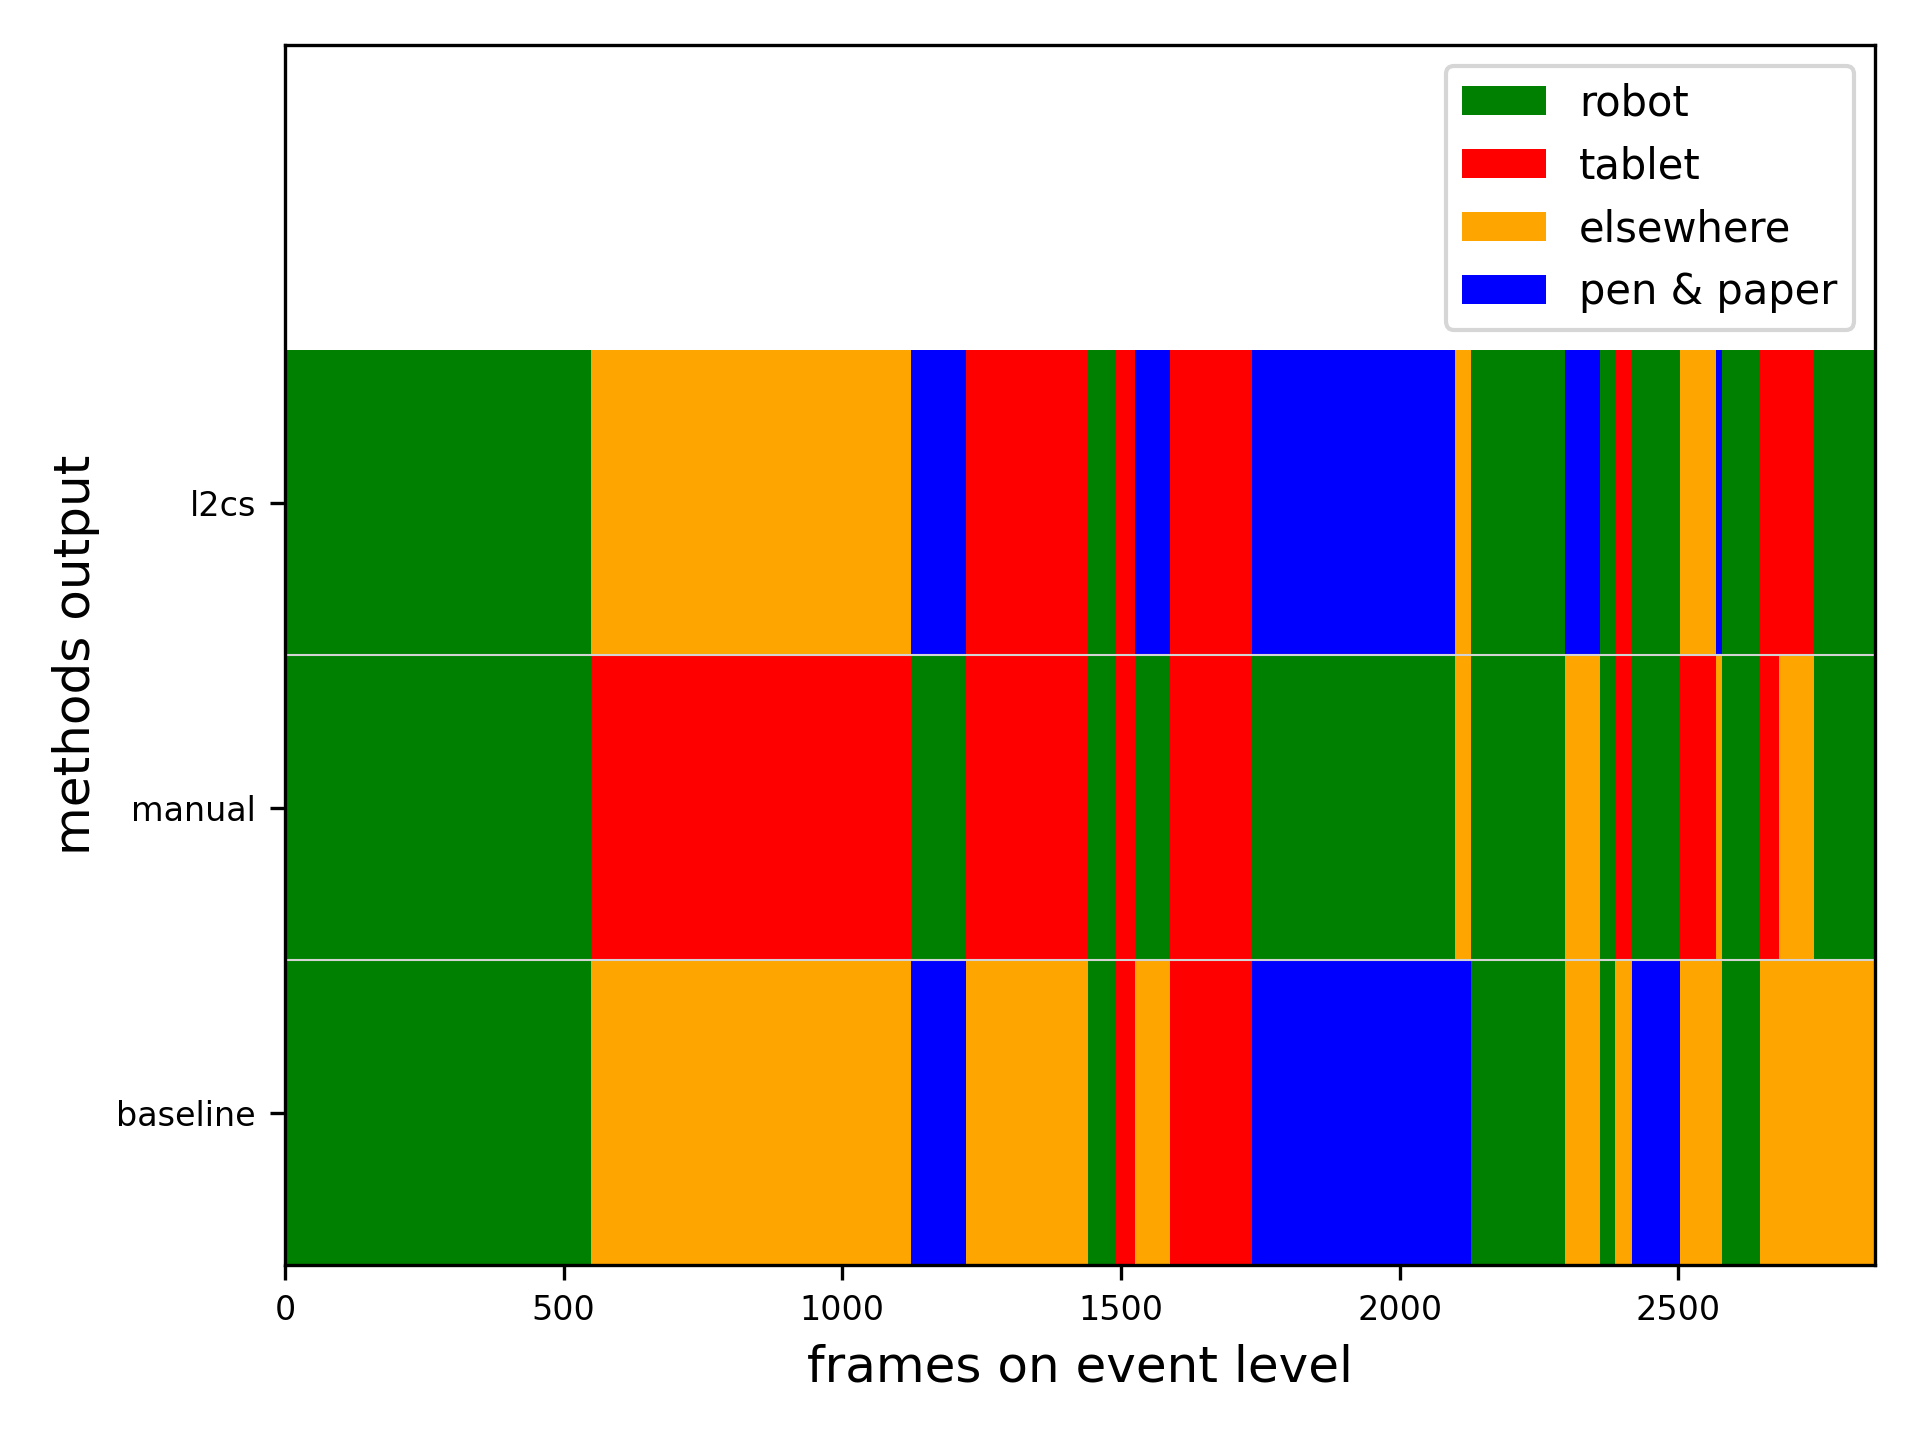 robot
tablet
elsewhere
pen & paper
methods output
l2cs
manual
baseline
0 500 1000 1500 2000 2500
frames on event level